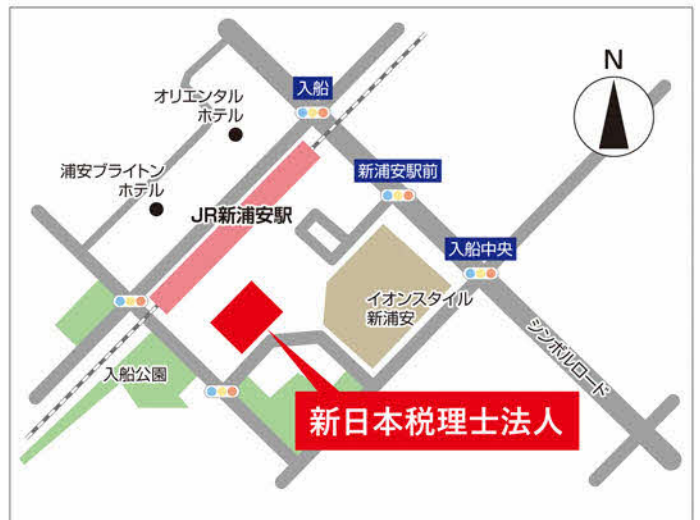 N
入船
オリエンタル
ホテル
新浦安駅前
浦安ブライトン
ホテル
JR新浦安駅
入船中央
イオンスタイル
新浦安
シンボルロード
入船公園
新日本税理士法人